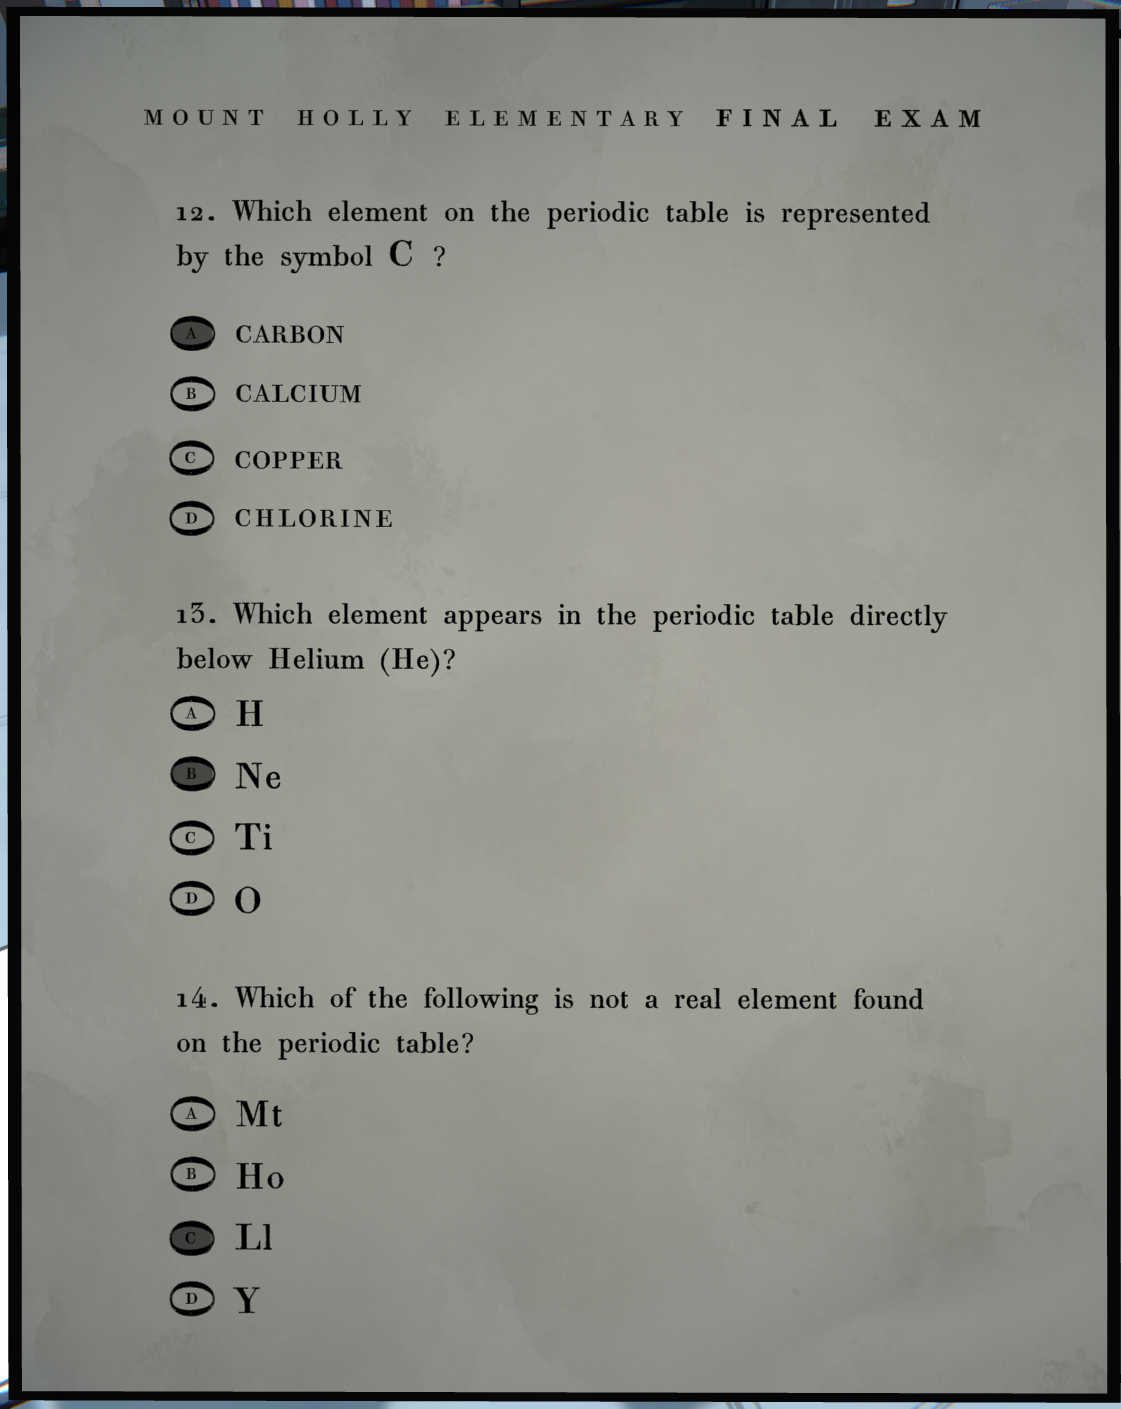 MOUNT HOLLY ELEMENTARY FINAL EXAM
12. Which element on the periodic table is represented
by the symbol C ?
A CARBON
B CALCIUM
C COPPER
D CHLORINE
13. Which element appears in the periodic table directly
below Helium (He)?
A H
B Ne
C Ti
D O
14. Which of the following is not a real element found
on the periodic table?
A Mt
B Ho
C Ll
D Y